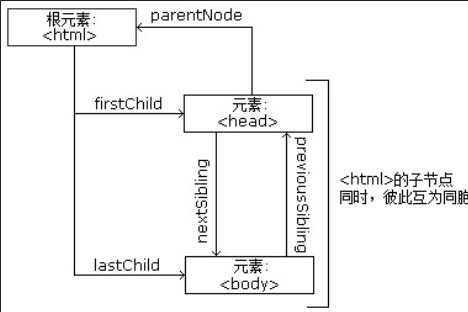 根元素:
<html>
parentNode
firstChild
元素:
<head>
nextSibling
previousSibling
<html>的子节点
同时，彼此互为同胞
lastChild
元素:
<body>